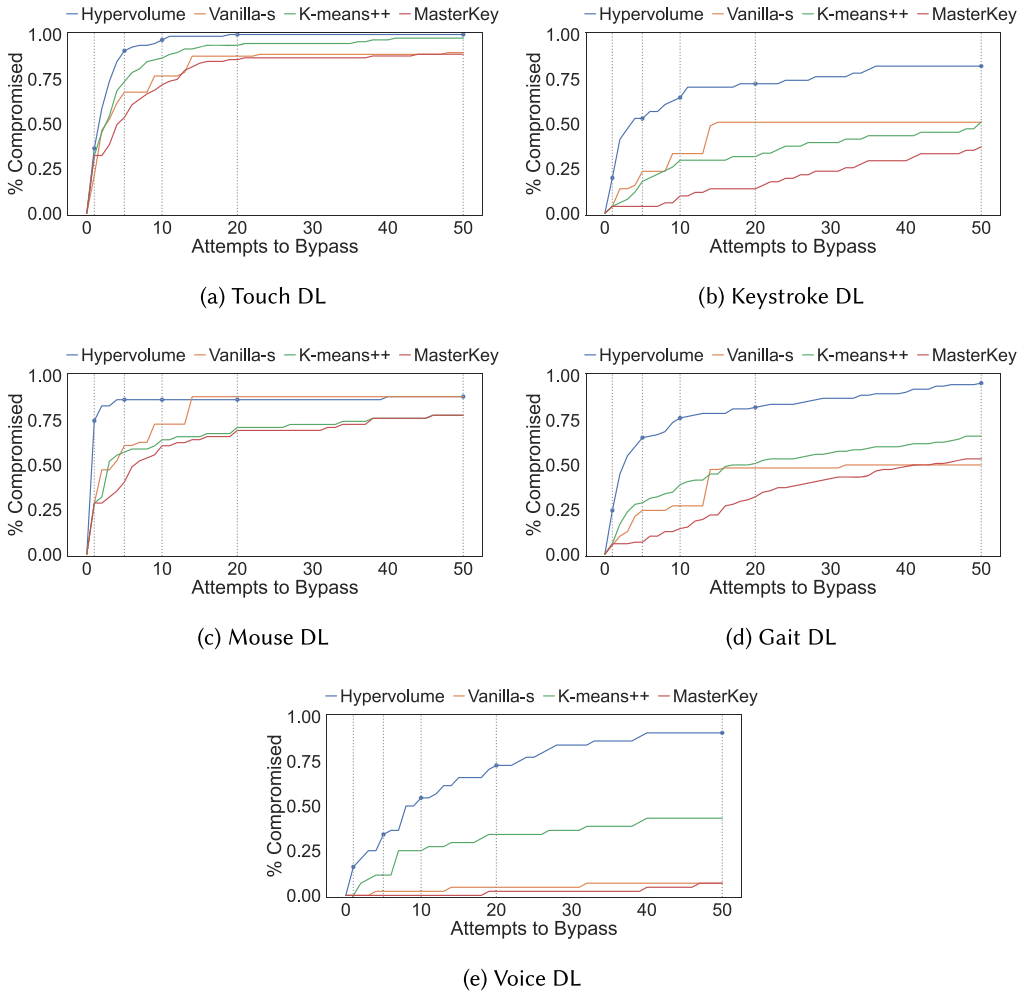 Hypervolume Vanilla-s K-means++ MasterKey
Hypervolume Vanilla-s K-means++ MasterKey
1.00
0.75
0.50
0.25
0.00
% Compromised
0 10 20 30 40 50
Attempts to Bypass
(a) Touch DL
1.00
0.75
0.50
0.25
0.00
% Compromised
0 10 20 30 40 50
Attempts to Bypass
(b) Keystroke DL
Hypervolume Vanilla-s K-means++ MasterKey
Hypervolume Vanilla-s K-means++ MasterKey
1.00
0.75
0.50
0.25
0.00
% Compromised
0 10 20 30 40 50
Attempts to Bypass
(c) Mouse DL
1.00
0.75
0.50
0.25
0.00
% Compromised
0 10 20 30 40 50
Attempts to Bypass
(d) Gait DL
Hypervolume Vanilla-s K-means++ MasterKey
1.00
0.75
0.50
0.25
0.00
% Compromised
0 10 20 30 40 50
Attempts to Bypass
(e) Voice DL